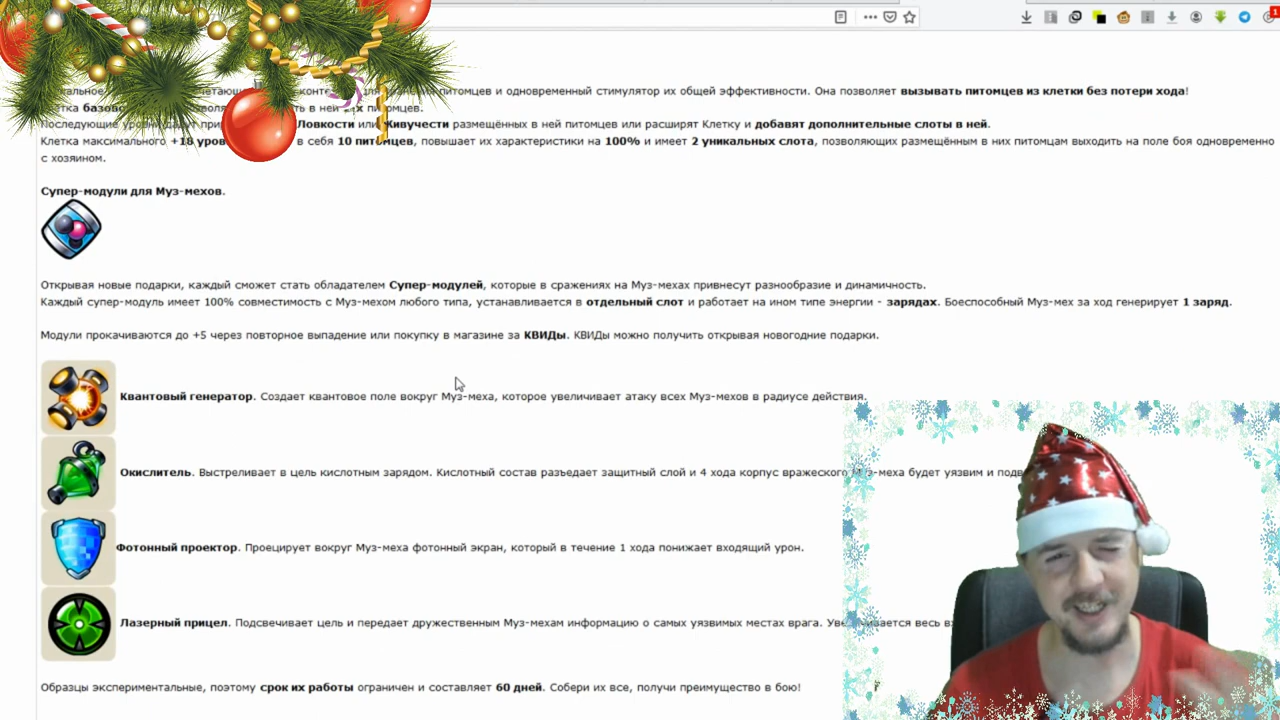 питомцев и одновременный стимулятор их общей эффективности. Она позволяет вызывать питомцев из клетки без потери хода!
Последующие Ловкости или Живучести размещённых в ней питомцев или расширят Клетку и добавят дополнительные слоты в ней.
Клетка максимального +18 в себя 10 питомцев, повышает их характеристики на 100% и имеет 2 уникальных слота, позволяющих размещённым в них питомцам выходить на поле боя одновременно
с хозяином.
Супер-модули для Муз-мехов.
Открывая новые подарки, каждый сможет стать обладателем Супер-модулей, которые в сражениях на Муз-мехах привнесут разнообразие и динамичность.
Каждый супер-модуль имеет 100% совместимость с Муз-мехом любого типа, устанавливается в отдельный слот и работает на ином типе энергии - зарядах. Боеспособный Муз-мех за ход генерирует 1 заряд.
Модули прокачиваются до +5 через повторное выпадение или покупку в магазине за КВИДы. КВИДы можно получить открывая новогодние подарки.
Квантовый генератор. Создает квантовое поле вокруг Муз-меха, которое увеличивает атаку всех Муз-мехов в радиусе действия.
Окислитель. Выстреливает в цель кислотным зарядом. Кислотный состав разъедает защитный слой и 4 хода корпус вражеского Муз-меха будет уязвим и
Фотонный проектор. Проецирует вокруг Муз-меха фотонный экран, который в течение 1 хода понижает входящий урон.
Лазерный прицел. Подсвечивает цель и передает дружественным Муз-мехам информацию о самых уязвимых местах врага. весь
Образцы экспериментальные, поэтому срок их работы ограничен и составляет 60 дней. Собери их все, получи преимущество в бою!